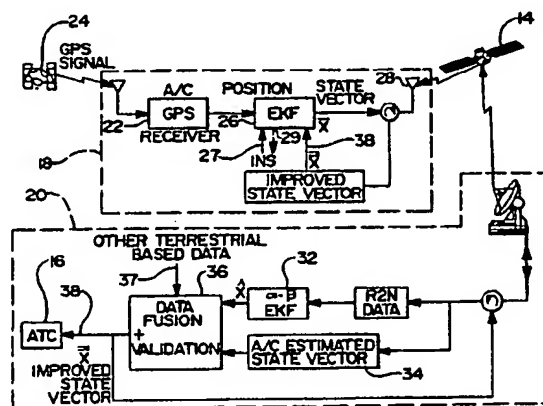 24
GPS
SIGNAL
14
A/C
GPS
RECEIVER
22
POSITION
EKF
26
STATE
VECTOR
28
X
27
29
INS
38
X
IMPROVED STATE VECTOR
18
20
OTHER TERRESTRIAL
BASED DATA
37
36
32
16
38
ATC
DATA
FUSION
+
VALIDATION
X
α-β
EKF
R2N
DATA
A/C ESTIMATED
STATE VECTOR
34
X
IMPROVED
STATE
VECTOR